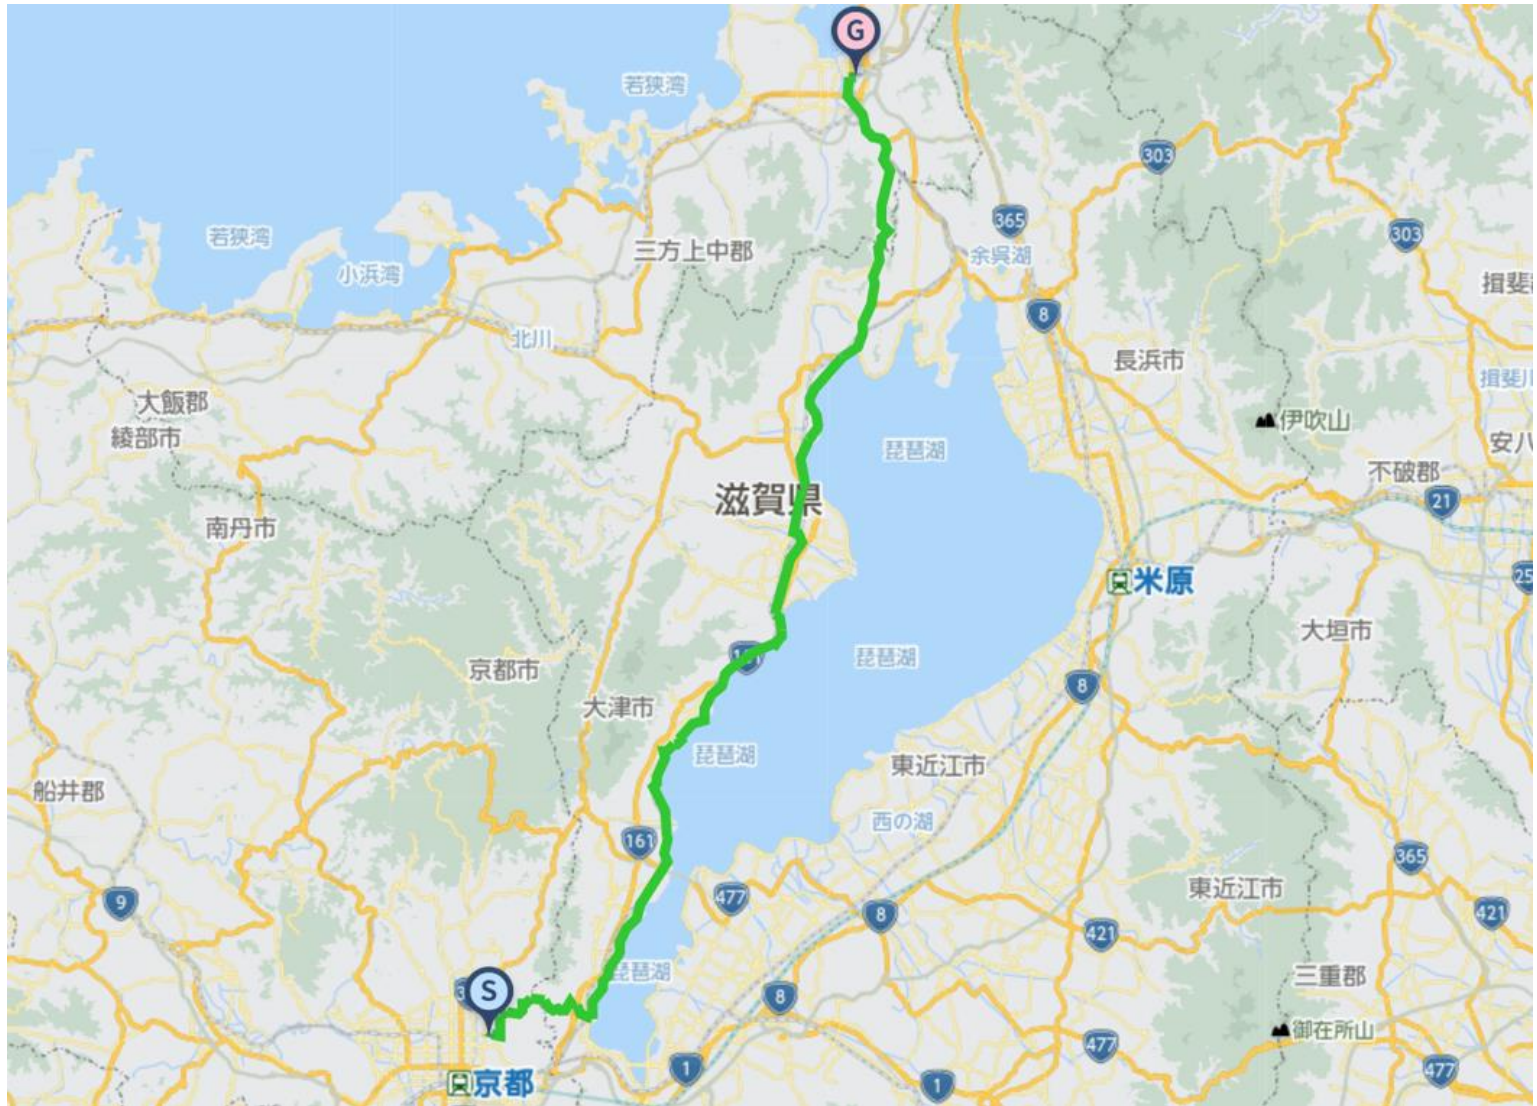 G
若狭湾
303
若狭湾
365
303
三方上中郡
余呉湖
小浜湾
揖斐
8
北川
長浜市
揖斐川
大飯郡
伊吹山
綾部市
琵琶湖
安八
不破郡
滋賀県
21
南丹市
米原
大垣市
琵琶湖
京都市
8
大津市
琵琶湖
東近江市
船井郡
西の湖
161
365
東近江市
477
9
8
421
421
琵琶湖
三重郡
S
8
御在所山
477
1
477
京都
1